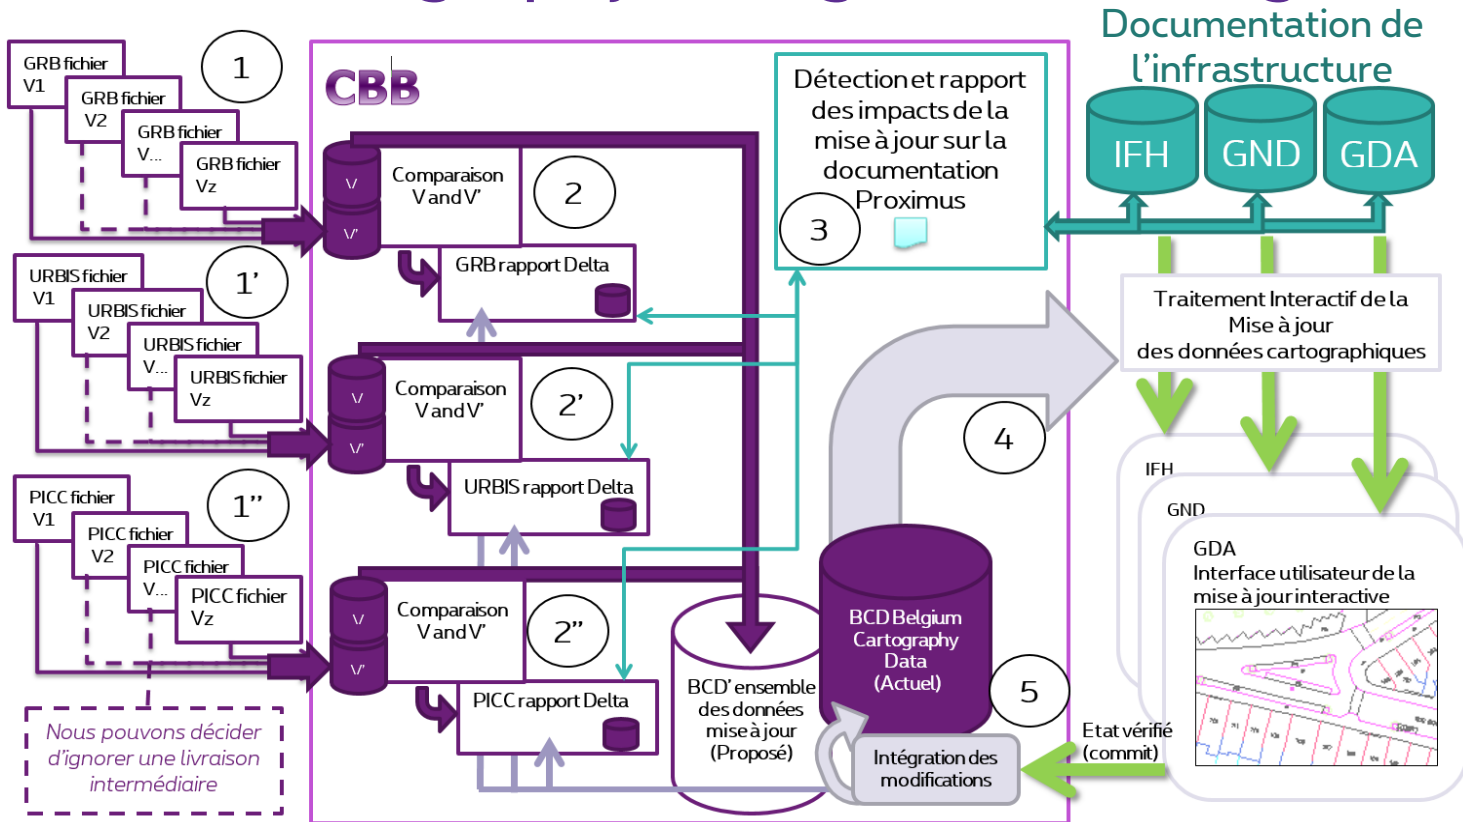 Documentation de
l'infrastructure
IFH
GND
GDA
GRB fichier
V1
GRB fichier
V2
GRB fichier
V...
GRB fichier
Vz
1
CBB
V
V'
Comparaison
V and V'
2
GRB rapport Delta
Détection et rapport
des impacts de la
mise à jour sur la
documentation
Proximus
3
URBIS fichier
V1
URBIS fichier
V2
URBIS fichier
V...
URBIS fichier
Vz
1'
V
V'
Comparaison
V and V'
2'
URBIS rapport Delta
Traitement Interactif de la
Mise à jour
des données cartographiques
4
PICC fichier
V1
PICC fichier
V2
PICC fichier
V...
PICC fichier
Vz
1''
V
V'
Comparaison
V and V'
2''
PICC rapport Delta
Nous pouvons décider
d'ignorer une livraison
intermédiaire
BCD' ensemble
des données
mise à jour
(Proposé)
BCD Belgium
Cartography
Data
(Actuel)
5
Intégration des
modifications
Etat vérifié
(commit)
IFH
GND
GDA
Interface utilisateur de la
mise à jour interactive